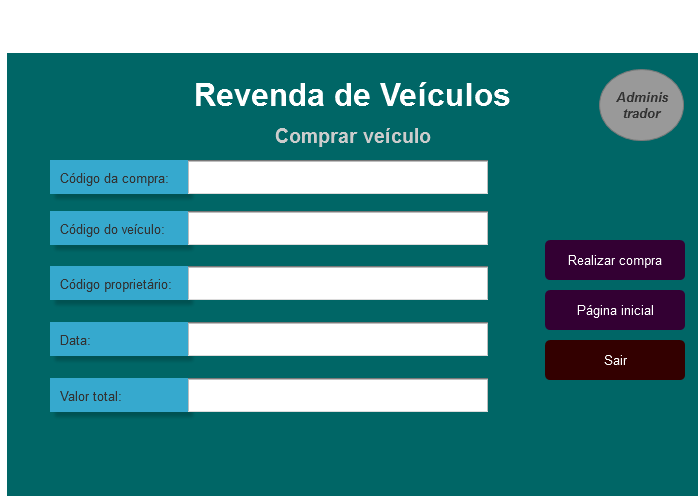 Revenda de Veículos
Adminis
trador
Comprar veículo
Código da compra:
Código do veículo:
Código proprietário:
Data:
Valor total:
Realizar compra
Página inicial
Sair